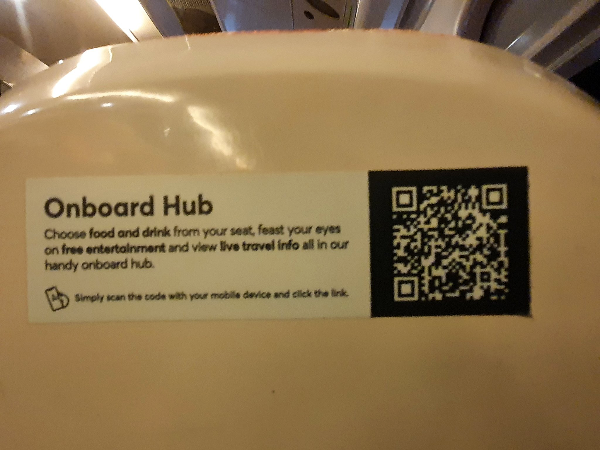 Onboard Hub
Choose food and drink from your seat, feast your eyes
on free entertainment and view live travel info all in our
handy onboard hub.
Simply scan the code with your mobile device and click the link.